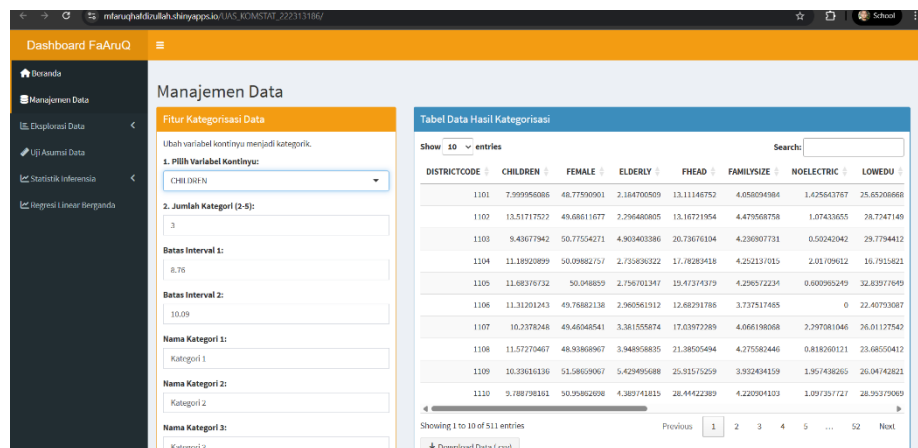 mfaruqhafdizullah.shinyapps.io/UAS_KOMSTAT_222313186/
School
Dashboard FaAruQ
Beranda
Manajemen Data
Eksplorasi Data
Uji Asumsi Data
Statistik Inferensia
Regresi Linear Berganda
Manajemen Data
Fitur Kategorisasi Data
Ubah variabel kontinyu menjadi kategorik.
1. Pilih Variabel Kontinyu:
CHILDREN
2. Jumlah Kategori (2-5):
3
Batas Interval 1:
8.76
Batas Interval 2:
10.09
Nama Kategori 1:
Kategori 1
Nama Kategori 2:
Kategori 2
Nama Kategori 3:
Kategori 3
Tabel Data Hasil Kategorisasi
Show 10 entries Search:
DISTRICTCODE CHILDREN FEMALE ELDERLY FHEAD FAMILYSIZE NOELECTRIC LOWEDU
1101 7.999956086 48.77590901 2.184700509 13.11146752 4.058094984 1.425643767 25.65208668
1102 13.51717522 49.68611677 2.296480805 13.16721954 4.479568758 1.07433655 28.7247149
1103 9.43677942 50.77554271 4.903403386 20.73676104 4.236907731 0.50242042 29.7794412
1104 11.18920899 50.09882757 2.735836322 17.78283418 4.252137015 2.01709612 16.7915821
1105 11.68376732 50.048859 2.756701347 19.47374379 4.296572234 0.600965249 32.83977649
1106 11.31201243 49.76882138 2.960561912 12.68291786 3.737517465 0 22.40793087
1107 10.2378248 49.46048541 3.381555874 17.03972289 4.066198068 2.297081046 26.01127542
1108 11.57270467 48.93868967 3.948958835 21.38505494 4.275582446 0.818260121 23.68550412
1109 10.33616136 51.58659067 5.429495688 25.91575259 3.932434159 1.957438265 26.04742821
1110 9.788798161 50.95862698 4.389741815 28.44422389 4.220904103 1.097357727 28.95379069
Showing 1 to 10 of 511 entries Previous 1 2 3 4 5 ... 52 Next
Download Data (.csv)